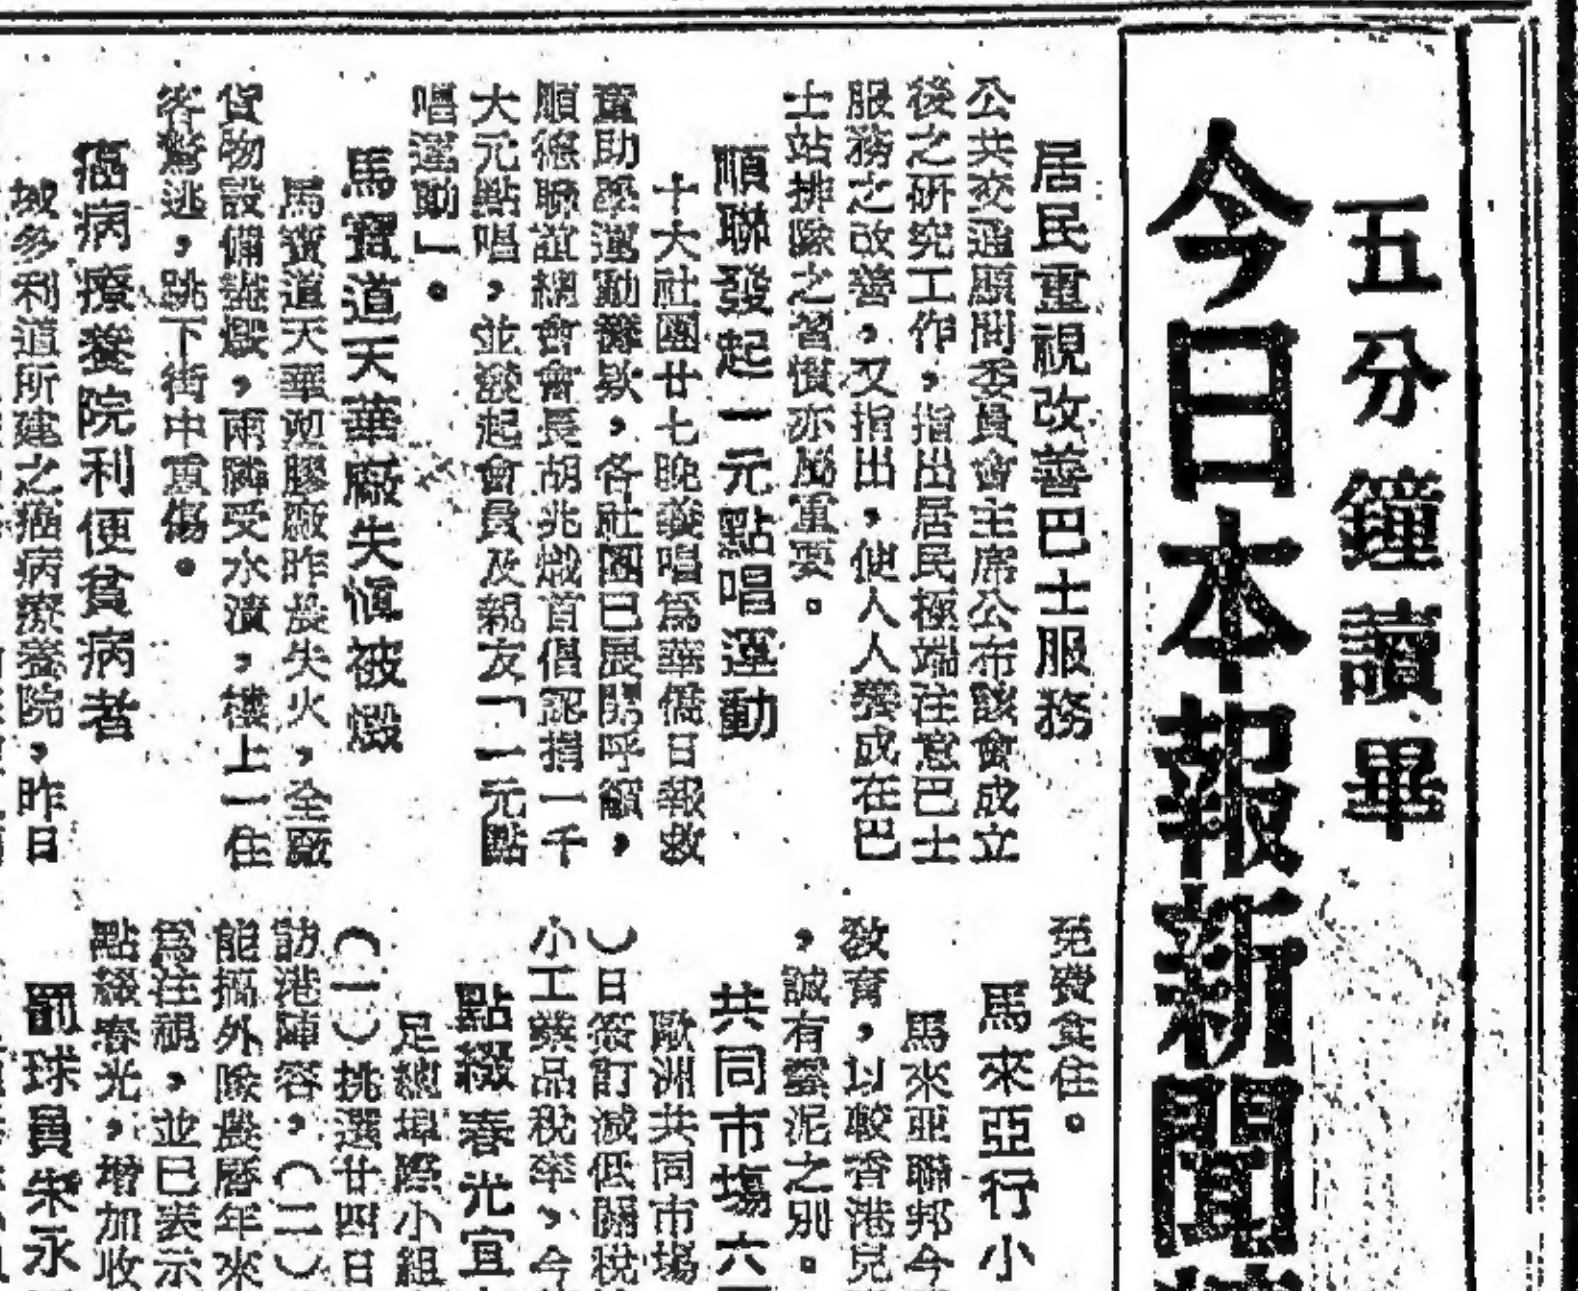 五分鐘讀畢
今日本報新聞
居民重視改善巴士服務
公共交通顧問委員會主席公布該會成立
後之研究工作，指出居民極端注意巴士
服務之改善，又指出，使人人養成在巴
士站排隊之習慣亦屬重要。
順聯發起一元點唱運動
十大社團廿七晚義唱為華僑日報救
童助學運動籌款，各社團已展開呼籲，
順德聯誼總會會長胡兆熾首倡認捐一千
大元點唱，並發起會員及親友「一元點
唱運動」。
馬寶道天華廠失慎被燬
馬寶道天華塑膠廠昨晨失火，全廠
貨物設備盡燬，兩隣受水漬，樓上一住
客驚逃，跳下街中重傷。
癌病療養院利便貧病者
域多利道所建之癌病療養院，昨日
免費食住。
馬來亞行小
馬來亞聯邦今
教育，以較香港兒
，誠有雲泥之別。
共同市場六
歐洲共同市場
）日簽訂減低關稅
小工業品稅率，今
點綴春光宜
足總埠際小組
（一）挑選廿四日
訪港陣容，（二）
能搞外隊農曆年來
為注視，並已表示
點綴春光，增加收
罰球員朱永